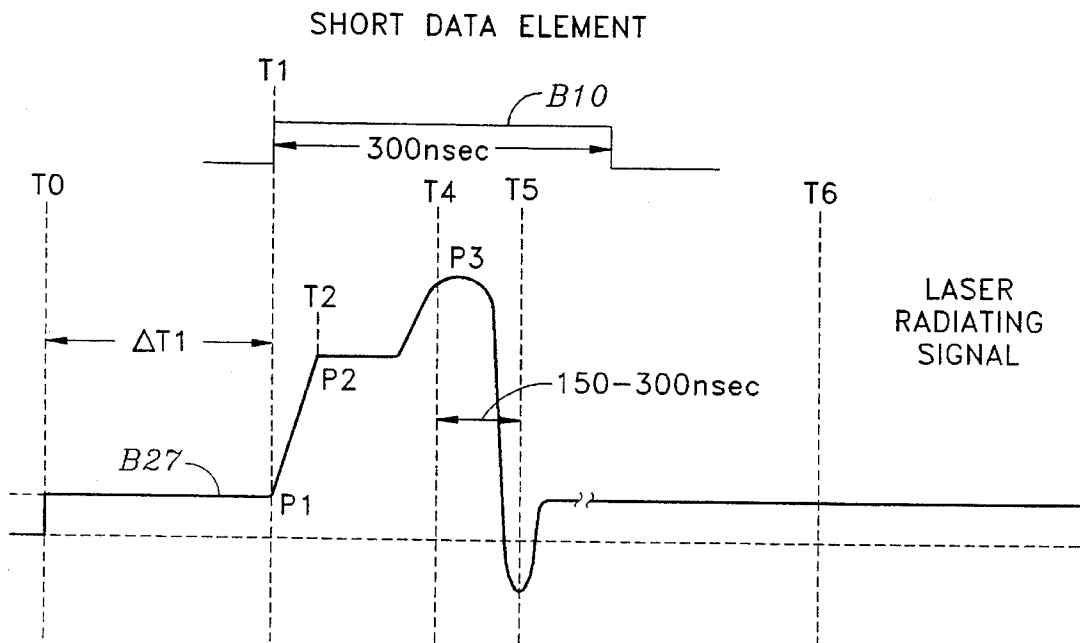 SHORT DATA ELEMENT
T1
B10
300nsec
T0
T4
T5
T6
P3
T2
LASER
RADIATING
SIGNAL
ΔT1
P2
150-300nsec
B27
P1